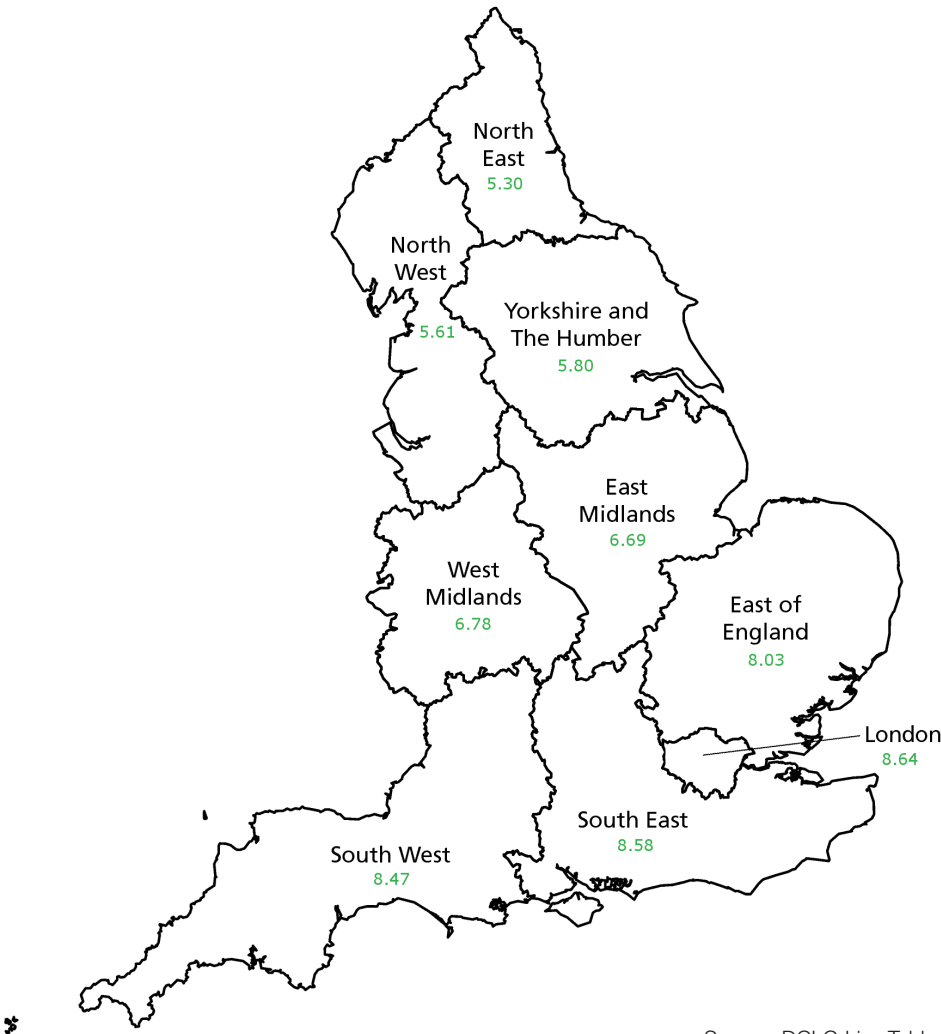 North
East
5.30
North
West
5.61
Yorkshire and
The Humber
5.80
East
Midlands
6.69
West
Midlands
6.78
East of
England
8.03
London
8.64
South East
8.58
South West
8.47